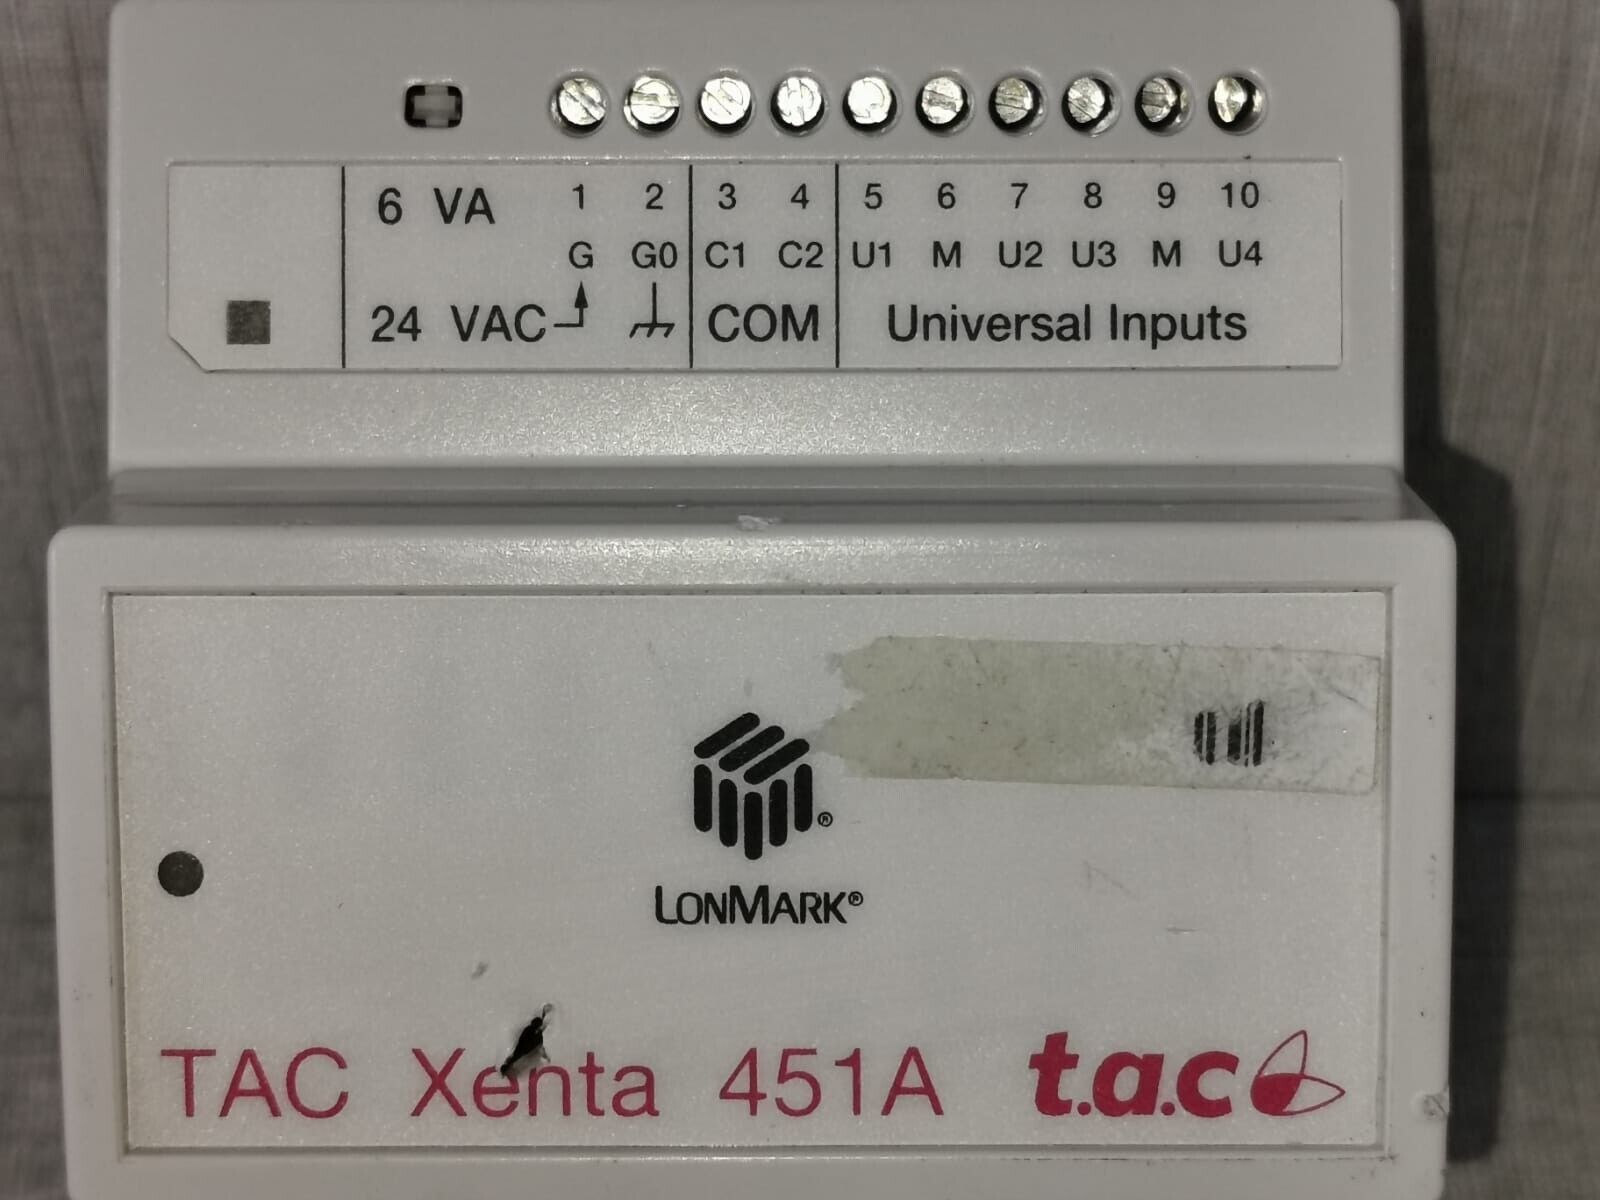 6 VA 1 2 3 4 5 6 7 8 9 10
G G0 C1 C2 U1 M U2 U3 M U4
24 VAC COM Universal Inputs
®
LONMARK®
TAC Xenta 451A t.a.c